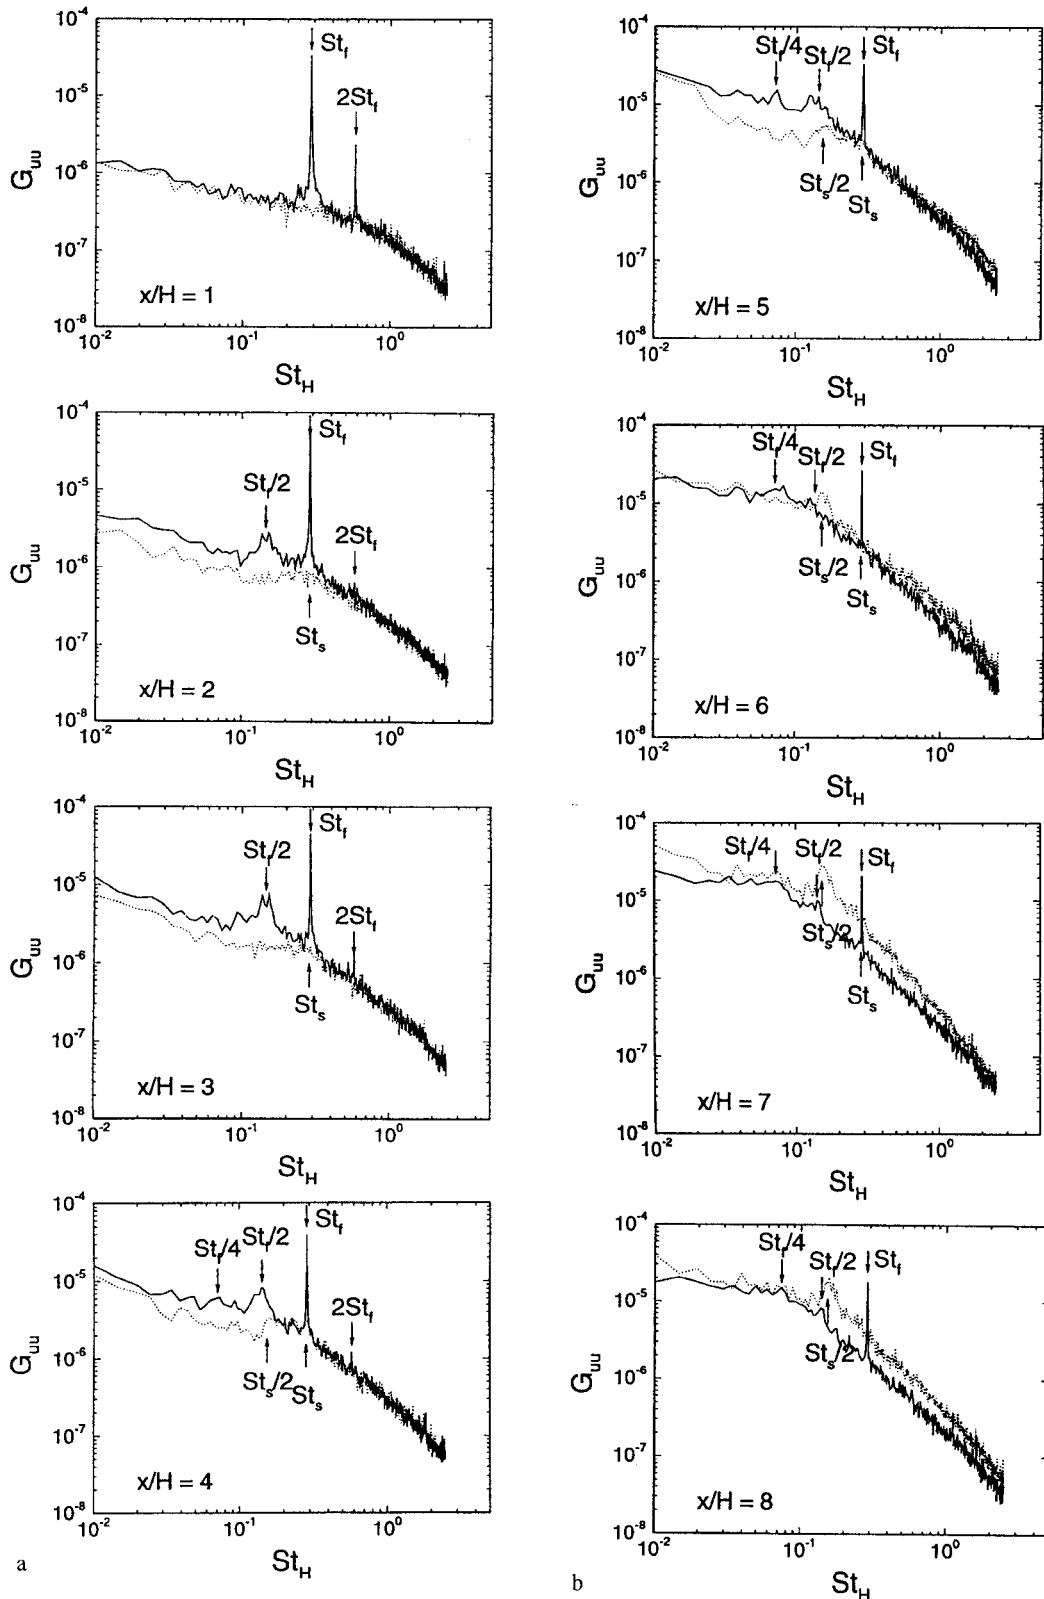 10⁻⁴
10⁻⁵
10⁻⁶
10⁻⁷
10⁻⁸
G_uu
St_f
2St_f
x/H = 1
10⁻² 10⁻¹ 10⁰
St_H
10⁻⁴
10⁻⁵
10⁻⁶
10⁻⁷
10⁻⁸
G_uu
St_f
St_f/2
2St_f
St_s
x/H = 2
10⁻² 10⁻¹ 10⁰
St_H
10⁻⁴
10⁻⁵
10⁻⁶
10⁻⁷
10⁻⁸
G_uu
St_f
St_f/2
2St_f
St_s
x/H = 3
10⁻² 10⁻¹ 10⁰
St_H
10⁻⁴
10⁻⁵
10⁻⁶
10⁻⁷
10⁻⁸
G_uu
St_f/4 St_f/2 St_f
2St_f
St_s/2 St_s
x/H = 4
10⁻² 10⁻¹ 10⁰
St_H
a
10⁻⁴
10⁻⁵
10⁻⁶
10⁻⁷
10⁻⁸
G_uu
St_f/4 St_f/2 St_f
St_s/2
St_s
x/H = 5
10⁻² 10⁻¹ 10⁰
St_H
10⁻⁴
10⁻⁵
10⁻⁶
10⁻⁷
10⁻⁸
G_uu
St_f/4 St_f/2 St_f
St_s/2
St_s
x/H = 6
10⁻² 10⁻¹ 10⁰
St_H
10⁻⁴
10⁻⁵
10⁻⁶
10⁻⁷
10⁻⁸
G_uu
St_f/4 St_f/2 St_f
St_s/2
St_s
x/H = 7
10⁻² 10⁻¹ 10⁰
St_H
10⁻⁴
10⁻⁵
10⁻⁶
10⁻⁷
10⁻⁸
G_uu
St_f/4 St_f/2 St_f
St_s/2
x/H = 8
10⁻² 10⁻¹ 10⁰
St_H
b